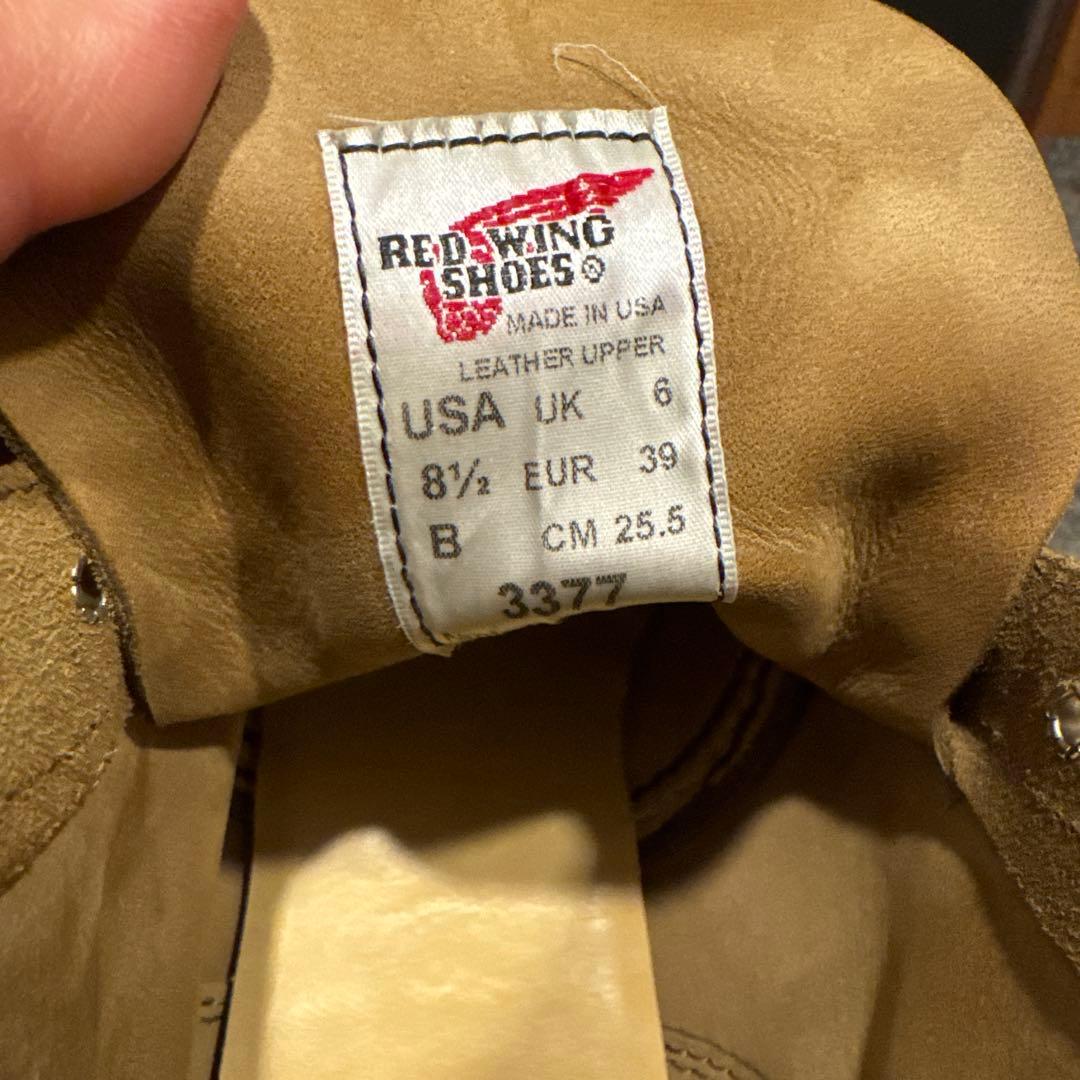 RED WING
SHOES®
MADE IN USA
LEATHER UPPER
USA UK 6
8½ EUR 39
B CM 25.5
3377